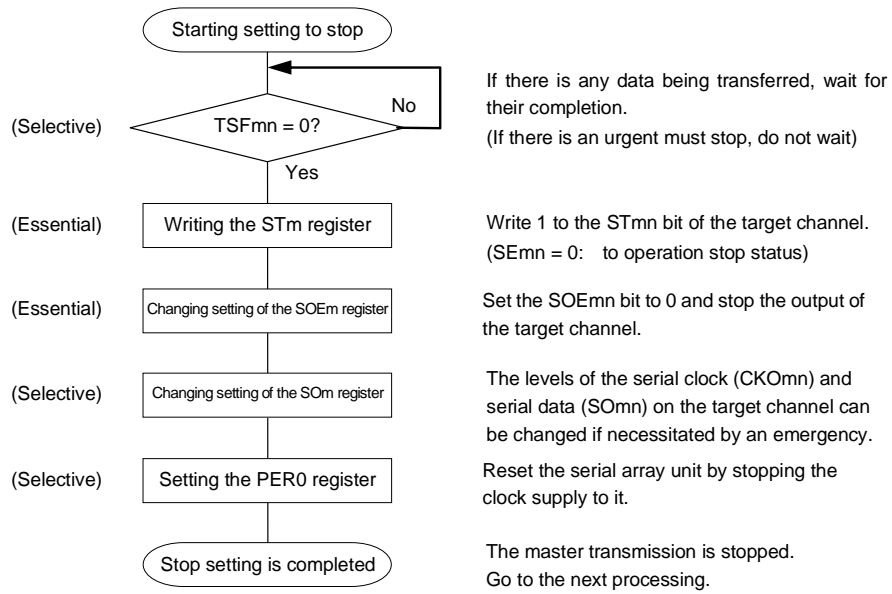 Starting setting to stop
If there is any data being transferred, wait for
their completion.
(If there is an urgent must stop, do not wait)
No
(Selective)
TSFmn = 0?
Yes
(Essential)
Writing the STm register
Write 1 to the STmn bit of the target channel.
(SEmn = 0: to operation stop status)
(Essential)
Changing setting of the SOEm register
Set the SOEmn bit to 0 and stop the output of
the target channel.
(Selective)
Changing setting of the SOm register
The levels of the serial clock (CKOmn) and
serial data (SOmn) on the target channel can
be changed if necessitated by an emergency.
(Selective)
Setting the PER0 register
Reset the serial array unit by stopping the
clock supply to it.
Stop setting is completed
The master transmission is stopped.
Go to the next processing.